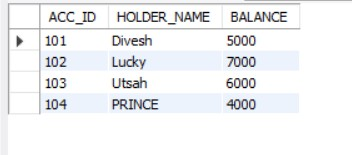 ACC_ID HOLDER_NAME BALANCE
101 Divesh 5000
102 Lucky 7000
103 Utsah 6000
104 PRINCE 4000